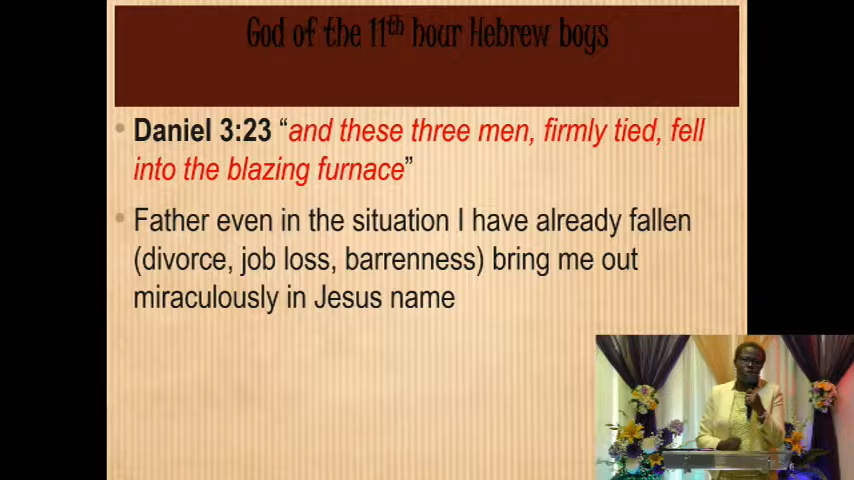 God of the 11th hour Hebrew boys
• Daniel 3:23 “and these three men, firmly tied, fell
into the blazing furnace”
• Father even in the situation I have already fallen
(divorce, job loss, barrenness) bring me out
miraculously in Jesus name